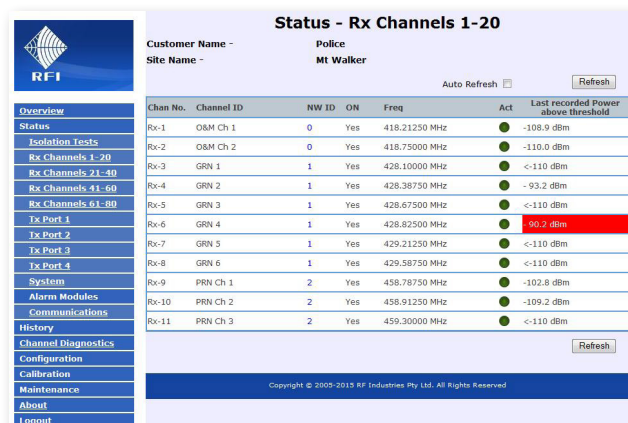 Status - Rx Channels 1-20
Customer Name - Police
Site Name - Mt Walker
RFI
Auto Refresh Refresh
Overview
Status
Isolation Tests
Rx Channels 1-20
Rx Channels 21-40
Rx Channels 41-60
Rx Channels 61-80
Tx Port 1
Tx Port 2
Tx Port 3
Tx Port 4
System
Alarm Modules
Communications
History
Channel Diagnostics
Configuration
Calibration
Maintenance
About
Logout
Chan No. Channel ID NW ID ON Freq Act Last recorded Power above threshold
Rx-1 O&M Ch 1 0 Yes 418.21250 MHz -108.9 dBm
Rx-2 O&M Ch 2 0 Yes 418.75000 MHz -110.0 dBm
Rx-3 GRN 1 1 Yes 428.10000 MHz <-110 dBm
Rx-4 GRN 2 1 Yes 428.38750 MHz - 93.2 dBm
Rx-5 GRN 3 1 Yes 428.67500 MHz <-110 dBm
Rx-6 GRN 4 1 Yes 428.82500 MHz - 90.2 dBm
Rx-7 GRN 5 1 Yes 429.21250 MHz <-110 dBm
Rx-8 GRN 6 1 Yes 429.58750 MHz <-110 dBm
Rx-9 PRN Ch 1 2 Yes 458.78750 MHz -102.8 dBm
Rx-10 PRN Ch 2 2 Yes 458.91250 MHz -109.2 dBm
Rx-11 PRN Ch 3 2 Yes 459.30000 MHz <-110 dBm
Refresh
Copyright © 2005-2015 RF Industries Pty Ltd. All Rights Reserved